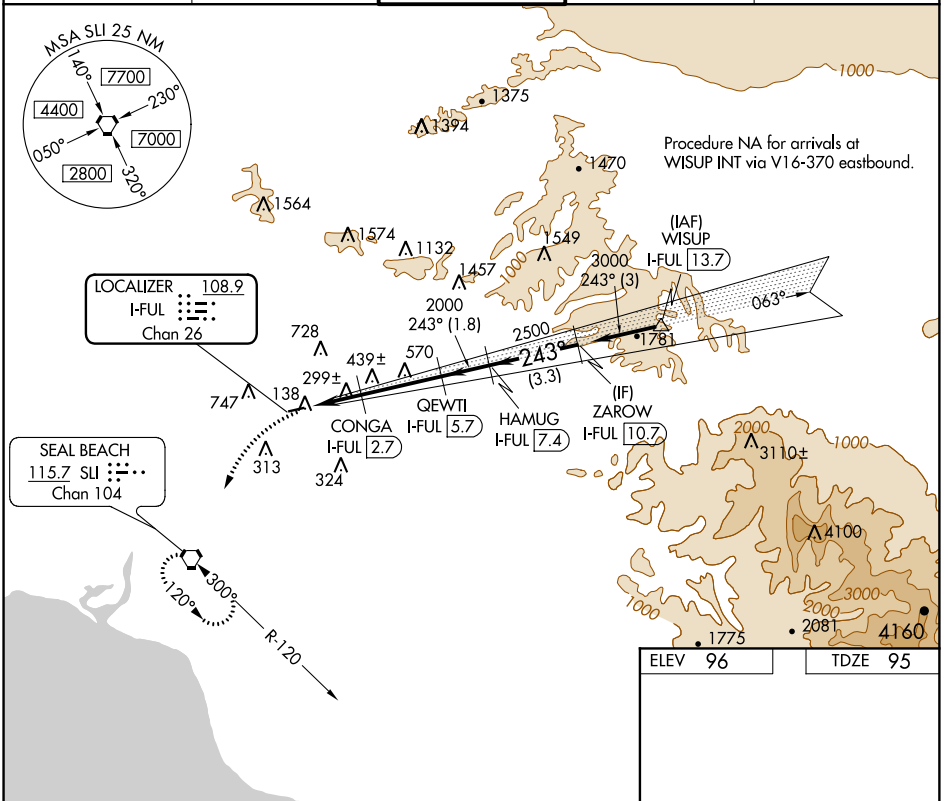 MSA SLI 25 NM
140°
7700
230°
4400
7000
050°
2800
320°
1375
1394
1000
Procedure NA for arrivals at
WISUP INT via V16-370 eastbound.
1470
1564
1574
1132
1549
1457
1000
(IAF)
WISUP
I-FUL 13.7
3000
243° (3)
063°
LOCALIZER 108.9
I-FUL
Chan 26
2000
243° (1.8)
2500
243°
(3.3)
1781
728
439±
570
299±
747
138
CONGA
I-FUL 2.7
QEWTI
I-FUL 5.7
HAMUG
I-FUL 7.4
(IF)
ZAROW
I-FUL 10.7
313
324
SEAL BEACH
115.7 SLI
Chan 104
2000
1000
3110±
4100
300°
120°
R-120
1000
3000
2000
2081
1775
4160
ELEV 96
TDZE 95